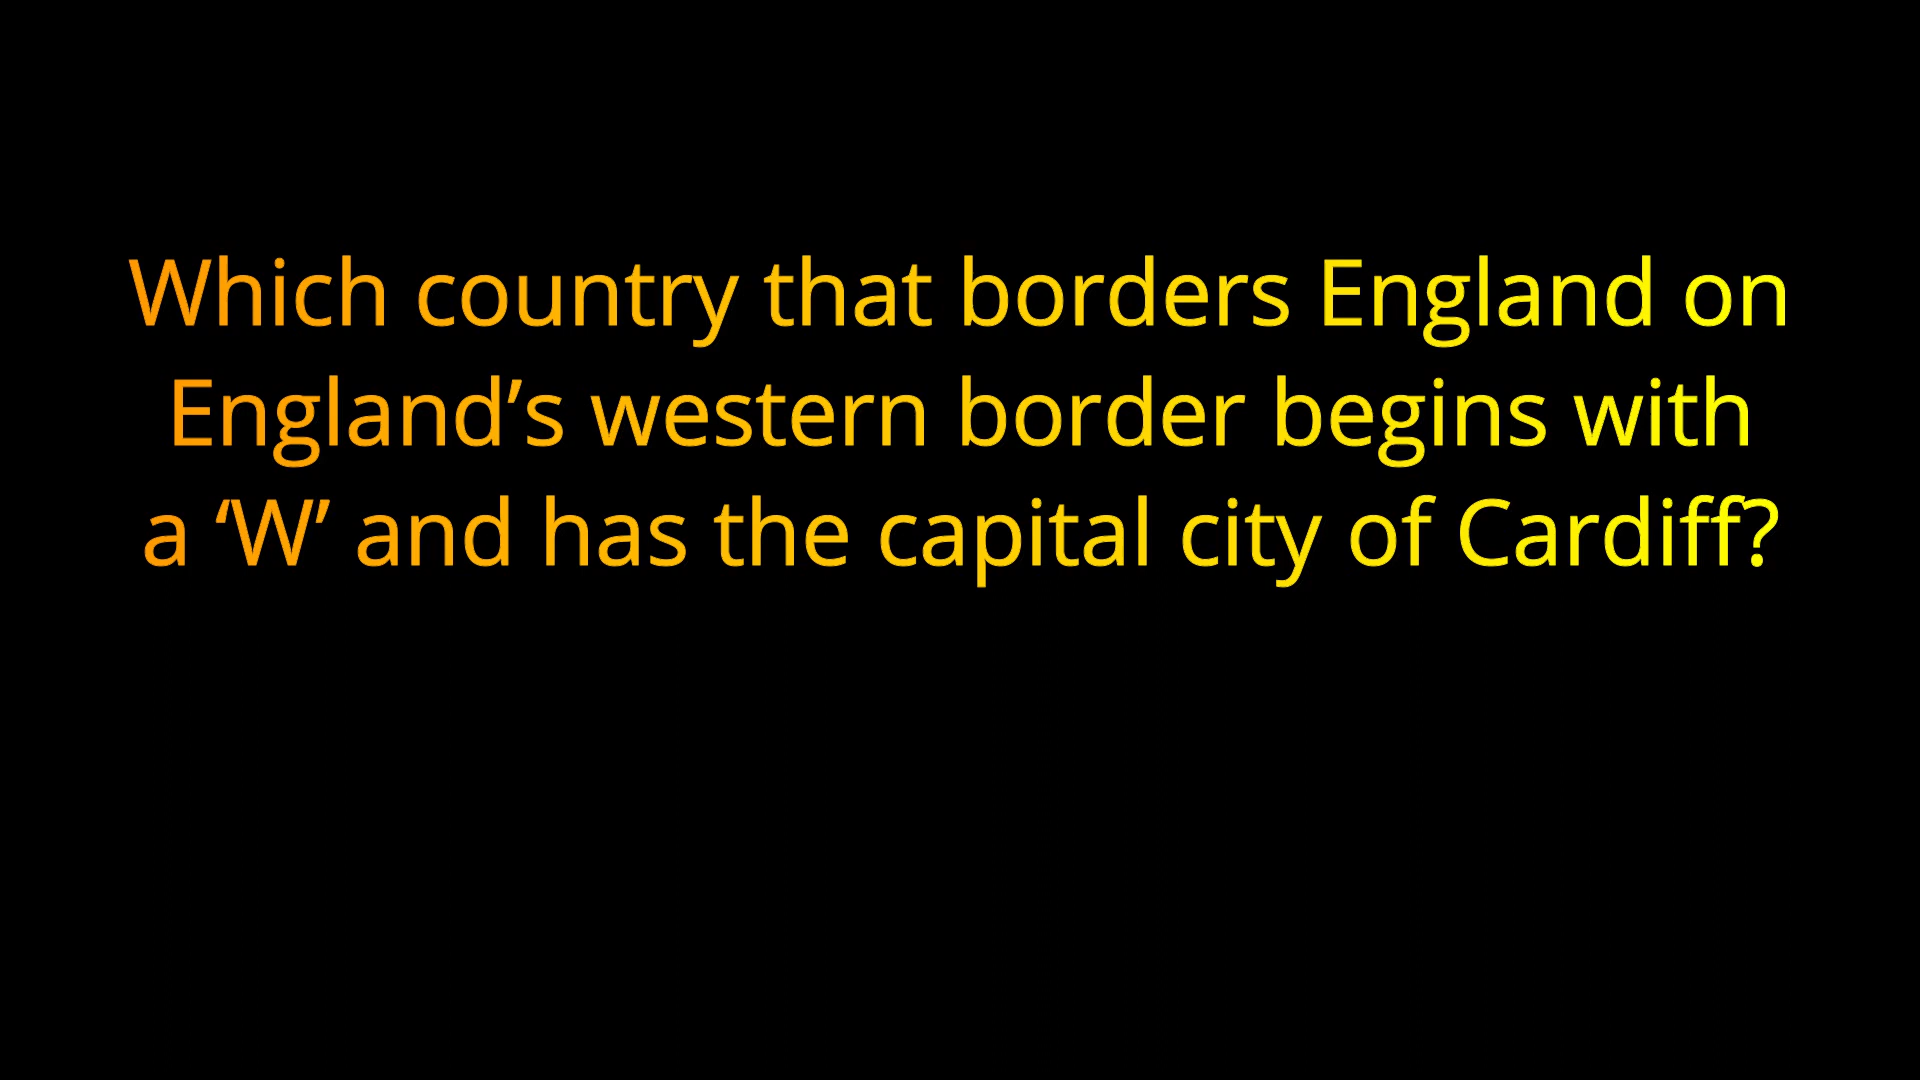 Which country that borders England on
England’s western border begins with
a ‘W’ and has the capital city of Cardiff?